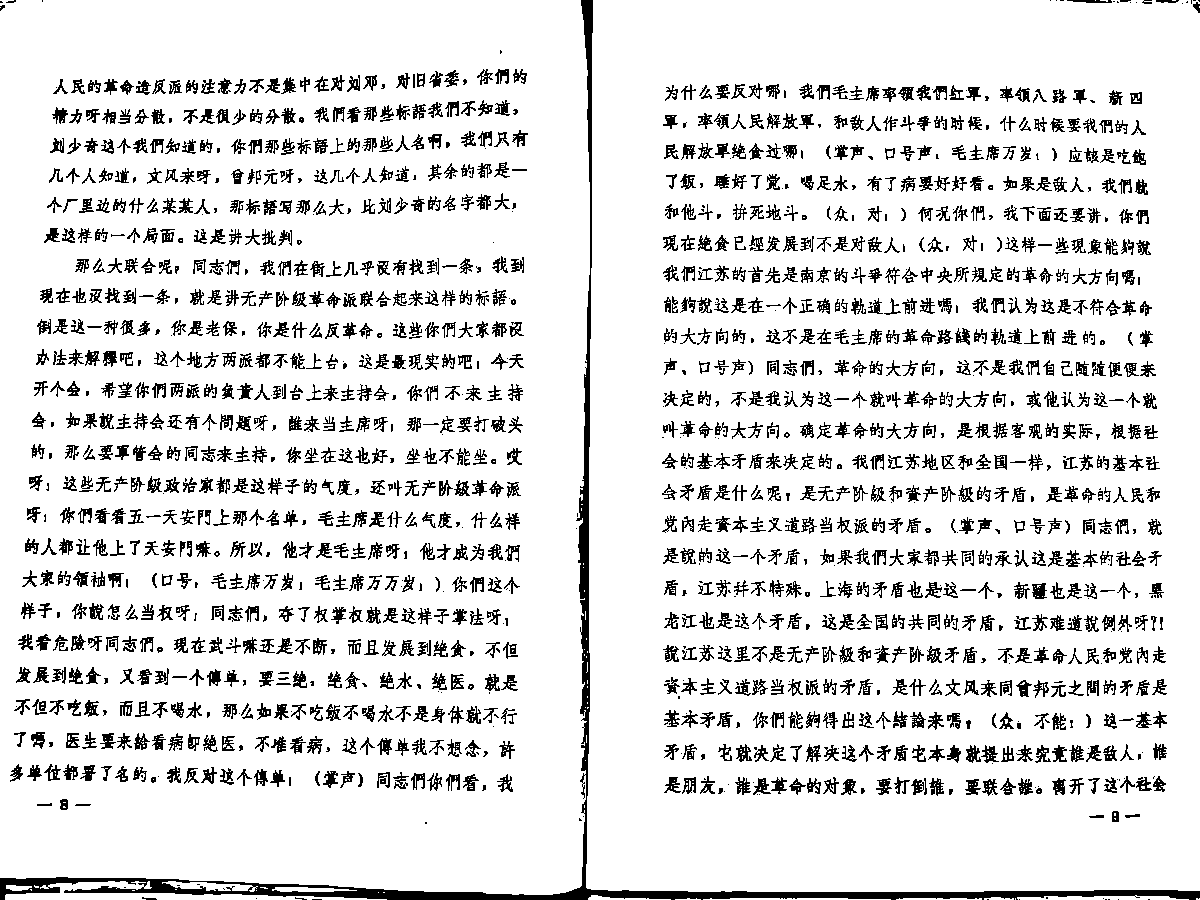 人民的革命造反派的注意力不是集中在对刘邓，对旧省委，你們的
精力呀相当分散，不是很少的分散。我們看那些标語我們不知道，
刘少奇这个我們知道的，你們那些标語上的那些人名啊，我們只有
几个人知道，文风来呀，曾邦元呀，这几个人知道，其余的都是一
个厂里边的什么某某人，那标語写那么大，比刘少奇的名字都大，
是这样的一个局面。这是讲大批判。
那么大联合呢；同志們，我們在街上几乎沒有找到一条，我到
現在也沒找到一条，就是讲无产阶级革命派联合起来这样的标語。
倒是这一种很多，你是老保，你是什么反革命。这些你們大家都沒
办法来解釋吧，这个地方两派都不能上台，这是最現实的吧；今天
开个会，希望你們两派的负責人到台上来主持会，你們不来主持
会，如果說主持会还有个問题呀，誰来当主席呀；那一定要打破头
的，那么要軍管会的同志来主持，你坐在这也好，坐也不能坐。哎
呀；这些无产阶級政治家都是这样子的气度，还叫无产阶级革命派
呀；你們看看五一天安門上那个名单，毛主席是什么气度，什么样
的人都让他上了天安門嘛。所以，他才是毛主席呀；他才成为我們
大家的領袖啊；（口号，毛主席万岁；毛主席万万岁；）你們这个
样子，你說怎么当权呀；同志們，夺了权掌权就是这样子掌法呀；
我看危險呀同志們。現在武斗嘛还是不断，而且发展到绝食，不但
发展到绝食，又看到一个傳单，要三绝，绝食、绝水、绝医。就是
不但不吃飯，而且不喝水，那么如果不吃飯不喝水不是身体就不行
了嗎，医生要来給看病即绝医，不准看病，这个傳单我不想念，許
多单位都署了名的。我反对这个傳单；（掌声）同志們你們看，我
— 8 —
为什么要反对哪；我們毛主席率領我們紅軍，率領八路軍、新四
軍，率領人民解放軍，和敌人作斗爭的时候，什么时候要我們的人
民解放軍绝食过哪；（掌声、口号声；毛主席万岁；）应該是吃飽
了飯，睡好了覚，喝足水，有了病要好好看。如果是敌人，我們就
和他斗，拚死地斗。（众，对；）何况你們，我下面还要讲，你們
現在绝食已經发展到不是对敌人；（众，对；)这样一些現象能夠說
我們江苏的首先是南京的斗爭符合中央所規定的革命的大方向嗎；
能夠說这是在一个正确的軌道上前进嗎；我們认为这是不符合革命
的大方向的，这不是在毛主席的革命路綫的軌道上前进的。（掌
声、口号声）同志們，革命的大方向，这不是我們自己随随便便来
决定的，不是我认为这一个就叫革命的大方向，或他认为这一个就
叫革命的大方向。确定革命的大方向，是根据客观的实际，根据社
会的基本矛盾来决定的。我們江苏地区和全国一样，江苏的基本社
会矛盾是什么呢；是无产阶級和資产阶級的矛盾，是革命的人民和
党內走資本主义道路当权派的矛盾。（掌声、口号声）同志們，就
是說的这一个矛盾，如果我們大家都共同的承认这是基本的社会矛
盾，江苏幷不特殊。上海的矛盾也是这一个，新疆也是这一个，黑
龙江也是这个矛盾，这是全国的共同的矛盾，江苏难道說例外呀?!
說江苏这里不是无产阶級和資产阶級矛盾，不是革命人民和党內走
資本主义道路当权派的矛盾，是什么文风来同曾邦元之間的矛盾是
基本矛盾，你們能夠得出这个結論来嗎；（众。不能；）这一基本
矛盾，它就决定了解决这个矛盾它本身就提出来究竟誰是敌人，誰
是朋友，誰是革命的对象，要打倒誰，要联合誰。离开了这个社会
— 9 —